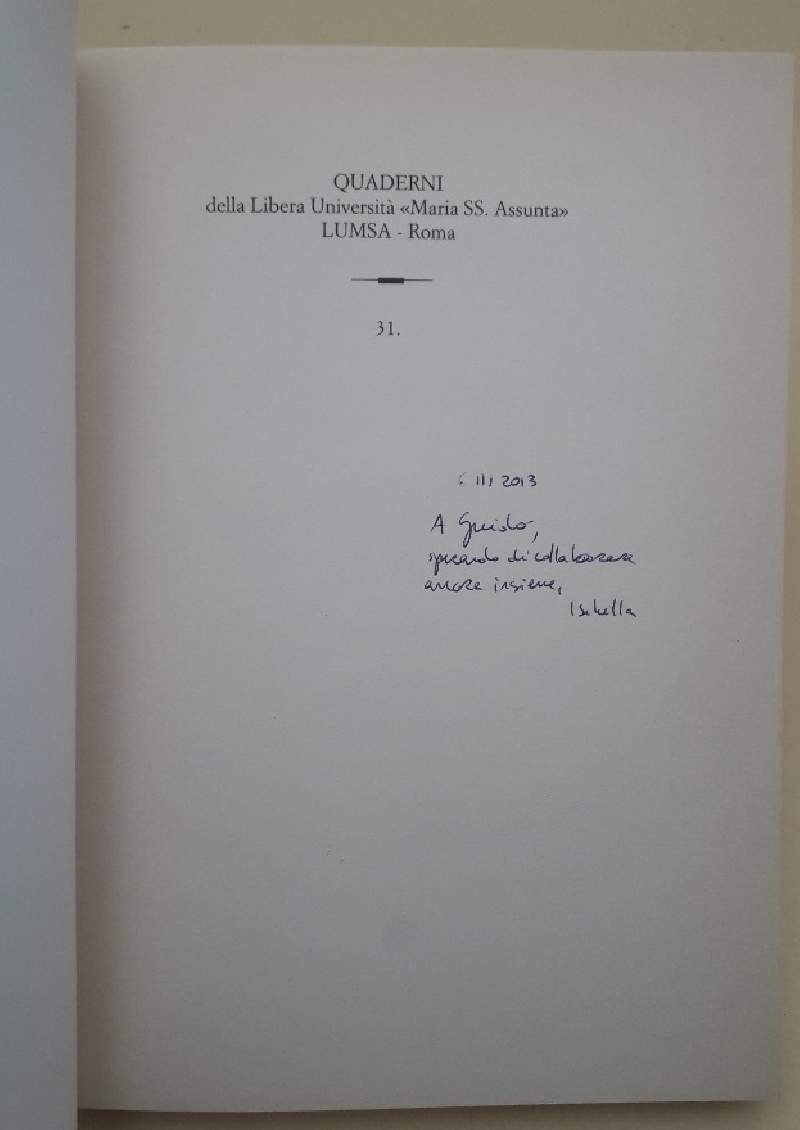 QUADERNI
della Libera Università «Maria SS. Assunta»
LUMSA - Roma
31.
6 III 2013
A Guido,
sperando di collaborare
ancora insieme,
Isabella